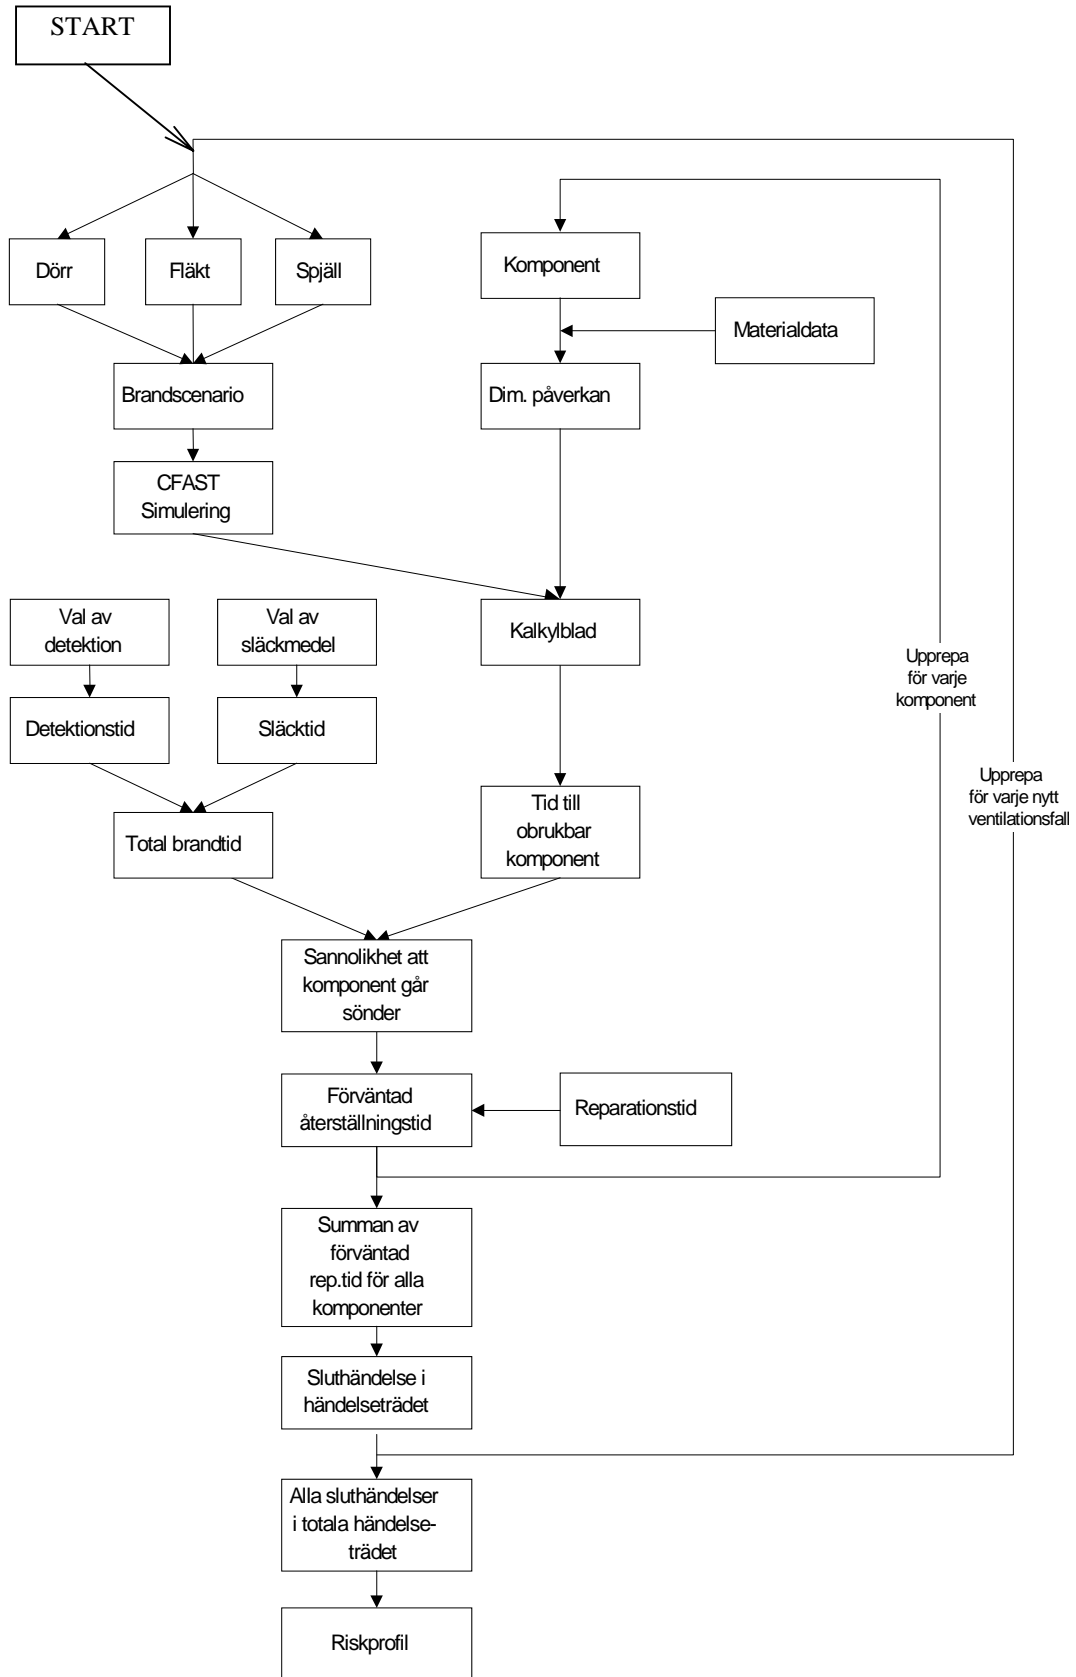 START
Dörr
Fläkt
Spjäll
Komponent
Materialdata
Brandscenario
Dim. påverkan
CFAST
Simulering
Val av
detektion
Val av
släckmedel
Kalkylblad
Upprepa
för varje
komponent
Detektionstid
Släcktid
Upprepa
för varje nytt
ventilationsfall
Total brandtid
Tid till
obrukbar
komponent
Sannolikhet att
komponent går
sönder
Förväntad
återställningstid
Reparationstid
Summan av
förväntad
rep.tid för alla
komponenter
Sluthändelse i
händelseträdet
Alla sluthändelser
i totala händelse-
trädet
Riskprofil